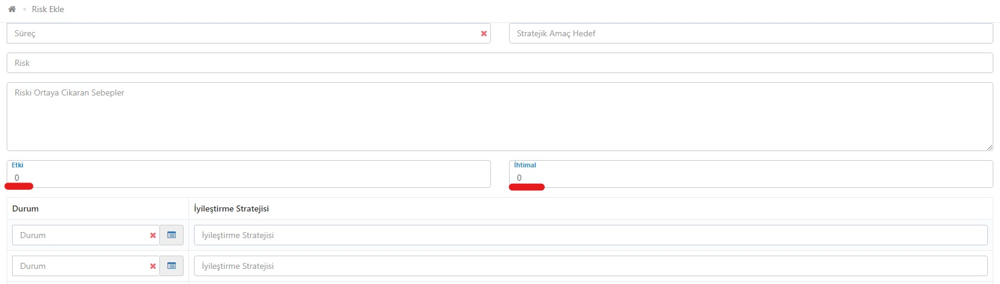 Risk Ekle
Süreç
Stratejik Amaç Hedef
Risk
Riski Ortaya Cikaran Sebepler
Etki
0
İhtimal
0
Durum İyileştirme Stratejisi
Durum İyileştirme Stratejisi
Durum İyileştirme Stratejisi